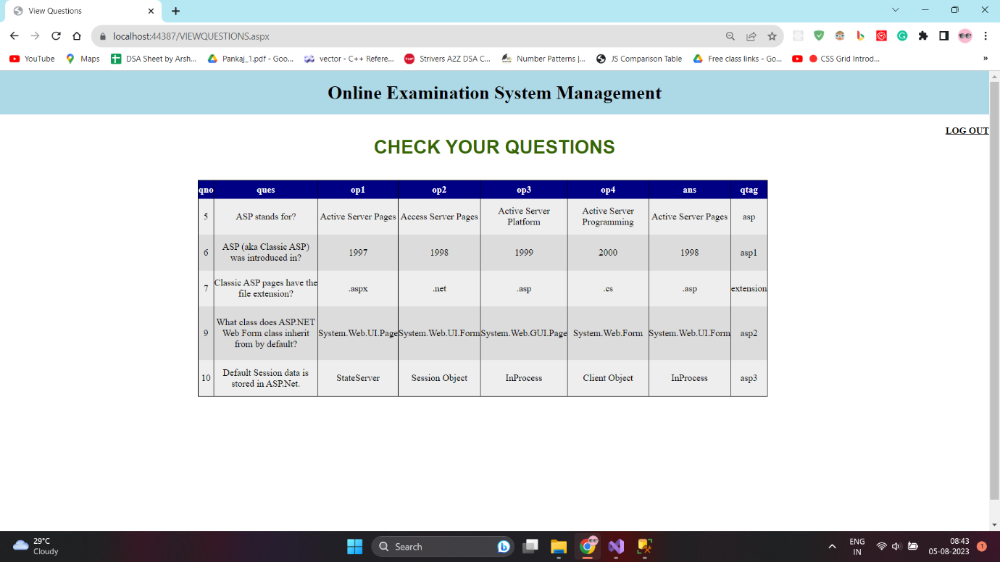 View Questions
localhost:44387/VIEWQUESTIONS.aspx
YouTube Maps DSA Sheet by Arsh... Pankaj_1.pdf - Goo... vector - C++ Refere... Strivers A2Z DSA C... Number Patterns |... JS Comparison Table Free class links - Go... CSS Grid Introd...
Online Examination System Management
LOG OUT
CHECK YOUR QUESTIONS
qno ques op1 op2 op3 op4 ans qtag
5 ASP stands for? Active Server Pages Access Server Pages Active Server Platform Active Server Programming Active Server Pages asp
6 ASP (aka Classic ASP) was introduced in? 1997 1998 1999 2000 1998 asp1
7 Classic ASP pages have the file extension? .aspx .net .asp .cs .asp extension
9 What class does ASP.NET Web Form class inherit from by default? System.Web.UI.Page System.Web.UI.Form System.Web.GUI.Page System.Web.Form System.Web.UI.Form asp2
10 Default Session data is stored in ASP.Net. StateServer Session Object InProcess Client Object InProcess asp3
29°C
Cloudy
Search
ENG
IN
08:43
05-08-2023
1